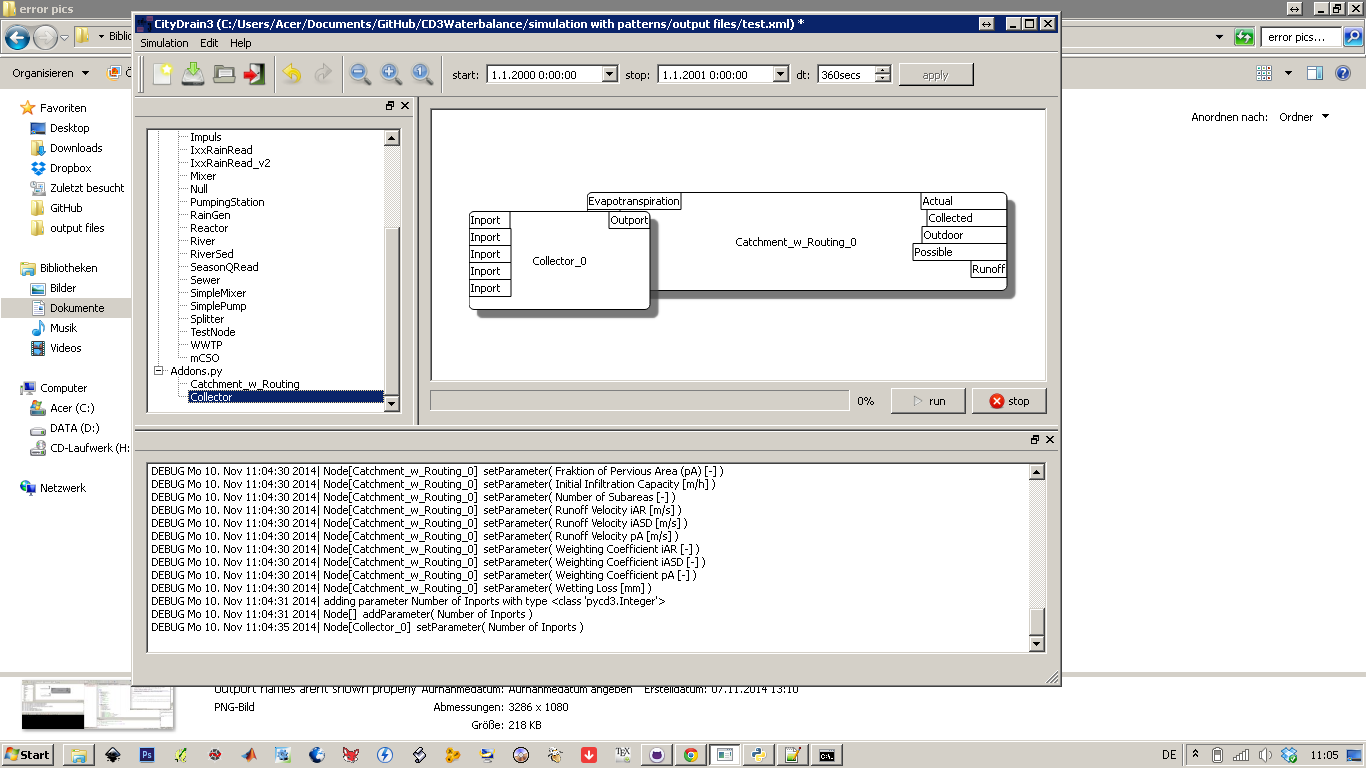 error pics
CityDrain3 (C:/Users/Acer/Documents/GitHub/CD3Waterbalance/simulation with patterns/output files/test.xml) *
Biblic
error pics...
Simulation Edit Help
Organisieren
Ö
start: 1.1.2000 0:00:00 stop: 1.1.2001 0:00:00 dt: 360secs apply
Anordnen nach: Ordner
Favoriten
Desktop
Downloads
Dropbox
Zuletzt besucht
GitHub
output files
Bibliotheken
Bilder
Dokumente
Musik
Videos
Computer
Acer (C:)
DATA (D:)
CD-Laufwerk (H:
Netzwerk
Impuls
IxxRainRead
IxxRainRead_v2
Mixer
Null
PumpingStation
RainGen
Reactor
River
RiverSed
SeasonQRead
Sewer
SimpleMixer
SimplePump
Splitter
TestNode
WWTP
mCSO
Addons.py
Catchment_w_Routing
Collector
Evapotranspiration
Catchment_w_Routing_0
Actual
Collected
Outdoor
Possible
Runoff
Inport
Inport
Inport
Inport
Inport
Outport
Collector_0
0% run stop
DEBUG Mo 10. Nov 11:04:30 2014| Node[Catchment_w_Routing_0] setParameter( Fraktion of Pervious Area (pA) [-] )
DEBUG Mo 10. Nov 11:04:30 2014| Node[Catchment_w_Routing_0] setParameter( Initial Infiltration Capacity [m/h] )
DEBUG Mo 10. Nov 11:04:30 2014| Node[Catchment_w_Routing_0] setParameter( Number of Subareas [-] )
DEBUG Mo 10. Nov 11:04:30 2014| Node[Catchment_w_Routing_0] setParameter( Runoff Velocity iAR [m/s] )
DEBUG Mo 10. Nov 11:04:30 2014| Node[Catchment_w_Routing_0] setParameter( Runoff Velocity iASD [m/s] )
DEBUG Mo 10. Nov 11:04:30 2014| Node[Catchment_w_Routing_0] setParameter( Runoff Velocity pA [m/s] )
DEBUG Mo 10. Nov 11:04:30 2014| Node[Catchment_w_Routing_0] setParameter( Weighting Coefficient iAR [-] )
DEBUG Mo 10. Nov 11:04:30 2014| Node[Catchment_w_Routing_0] setParameter( Weighting Coefficient iASD [-] )
DEBUG Mo 10. Nov 11:04:30 2014| Node[Catchment_w_Routing_0] setParameter( Weighting Coefficient pA [-] )
DEBUG Mo 10. Nov 11:04:30 2014| Node[Catchment_w_Routing_0] setParameter( Wetting Loss [mm] )
DEBUG Mo 10. Nov 11:04:31 2014| adding parameter Number of Inports with type <class 'pycd3.Integer'>
DEBUG Mo 10. Nov 11:04:31 2014| Node[] addParameter( Number of Inports )
DEBUG Mo 10. Nov 11:04:35 2014| Node[Collector_0] setParameter( Number of Inports )
Outport names arent shown properly Aufnahmedatum: Aufnahmedatum angeben Erstelldatum: 07.11.2014 13:10
PNG-Bild Abmessungen: 3286 x 1080
Größe: 218 KB
Start
DE 11:05